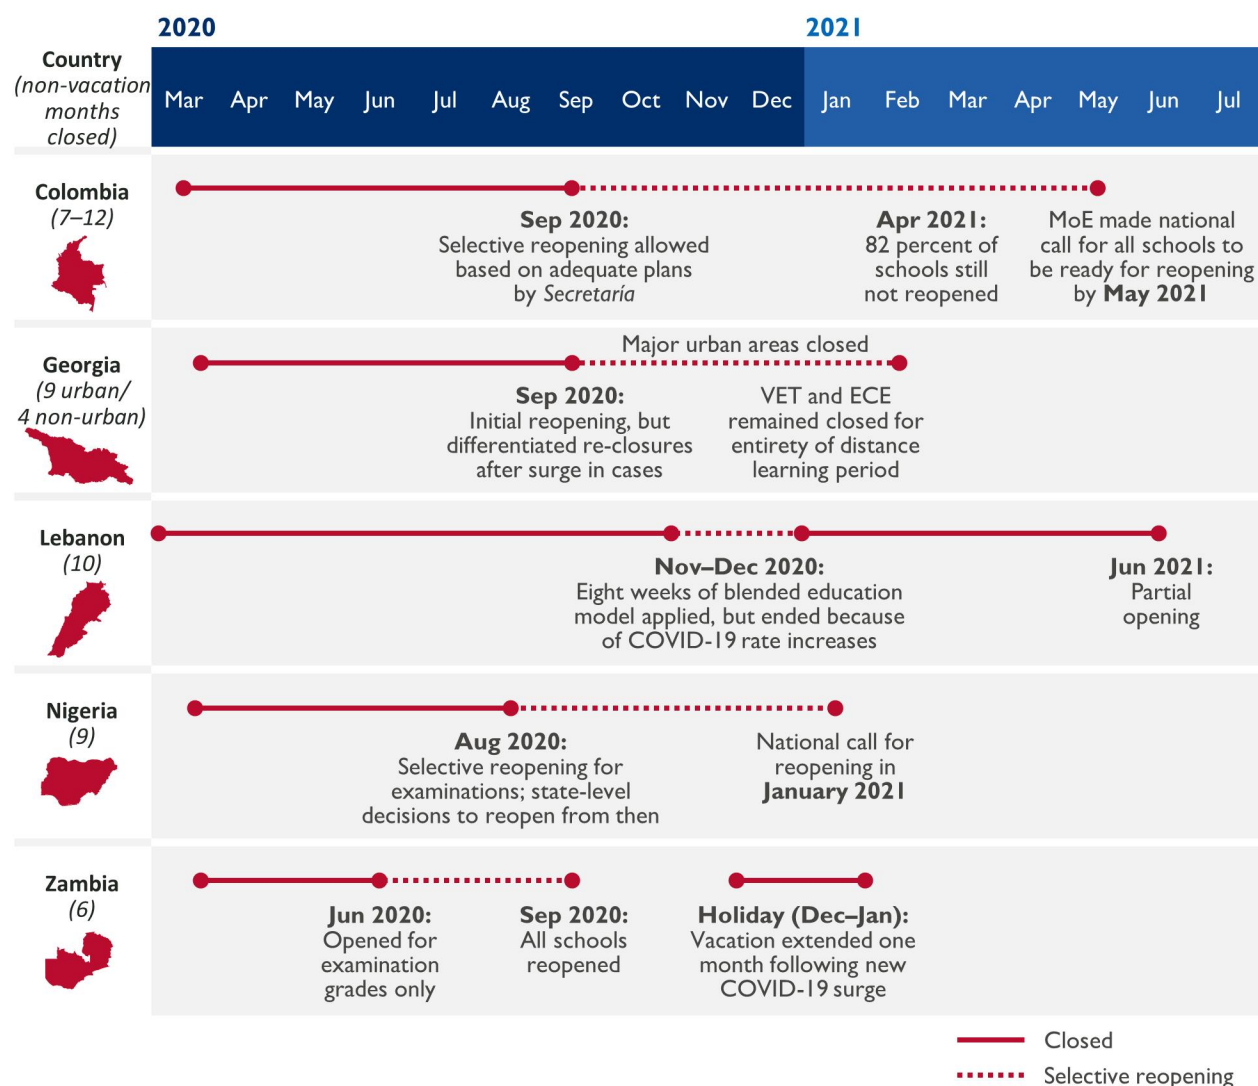 2020
2021
Country
(non-vacation
months
closed)
Mar Apr May Jun Jul Aug Sep Oct Nov Dec Jan Feb Mar Apr May Jun Jul
Colombia
(7–12)
Sep 2020:
Selective reopening allowed
based on adequate plans
by Secretaría
Apr 2021:
82 percent of
schools still
not reopened
MoE made national
call for all schools to
be ready for reopening
by May 2021
Georgia
(9 urban/
4 non-urban)
Major urban areas closed
Sep 2020:
Initial reopening, but
differentiated re-closures
after surge in cases
VET and ECE
remained closed for
entirety of distance
learning period
Lebanon
(10)
Nov–Dec 2020:
Eight weeks of blended education
model applied, but ended because
of COVID-19 rate increases
Jun 2021:
Partial
opening
Nigeria
(9)
Aug 2020:
Selective reopening for
examinations; state-level
decisions to reopen from then
National call for
reopening in
January 2021
Zambia
(6)
Jun 2020:
Opened for
examination
grades only
Sep 2020:
All schools
reopened
Holiday (Dec–Jan):
Vacation extended one
month following new
COVID-19 surge
Closed
Selective reopening